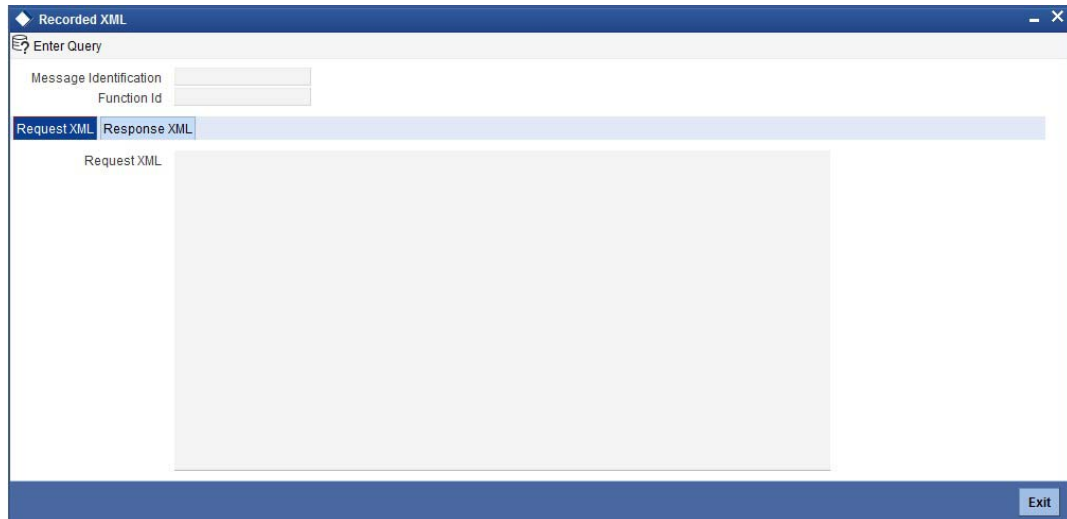 Recorded XML
Enter Query
Message Identification
Function Id
Request XML Response XML
Request XML
Exit